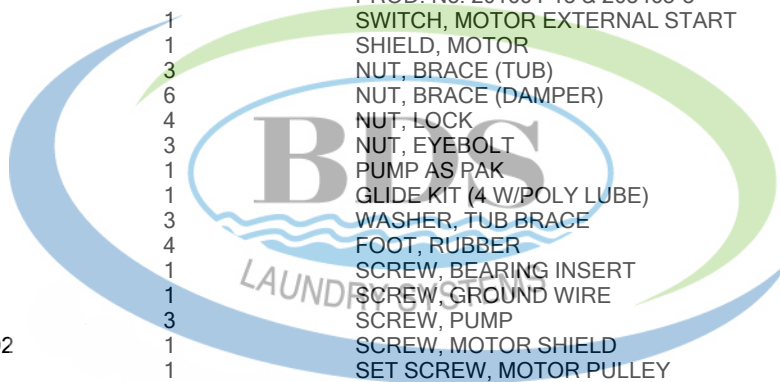 1 SWITCH, MOTOR EXTERNAL START
1 SHIELD, MOTOR
3 NUT, BRACE (TUB)
6 NUT, BRACE (DAMPER)
4 NUT, LOCK
3 NUT, EYEBOLT
1 PUMP AS PAK
1 GLIDE KIT (4 W/POLY LUBE)
3 WASHER, TUB BRACE
4 FOOT, RUBBER
1 SCREW, BEARING INSERT
1 SCREW, GROUND WIRE
3 SCREW, PUMP
1 SCREW, MOTOR SHIELD
1 SET SCREW, MOTOR PULLEY
BDS
LAUNDRY SYSTEMS